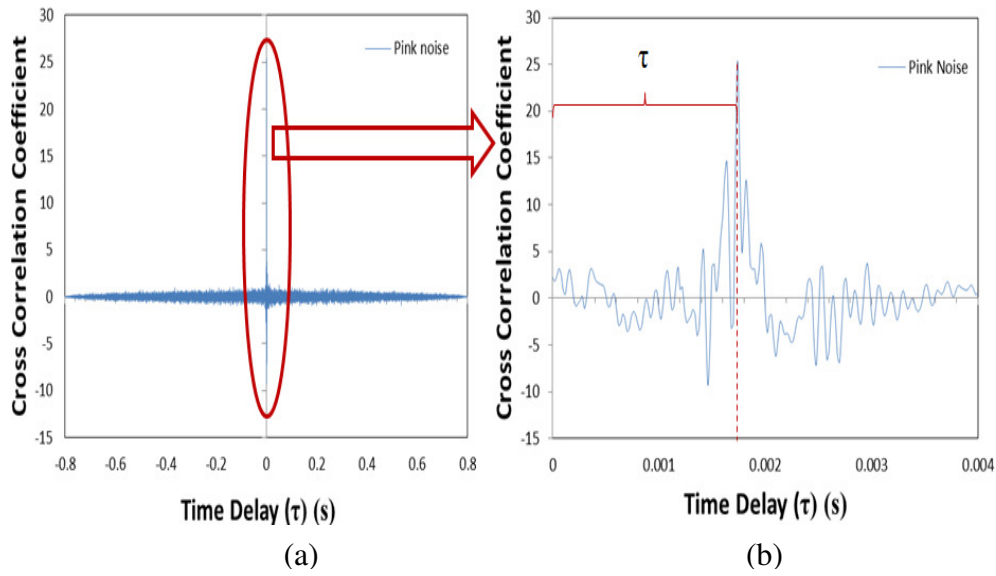 30
25
20
15
10
5
0
-5
-10
-15
Cross Correlation Coefficient
Pink noise
-0.8 -0.6 -0.4 -0.2 0 0.2 0.4 0.6 0.8
Time Delay (τ) (s)
(a)
30
25
20
15
10
5
0
-5
-10
-15
Cross Correlation Coefficient
τ
Pink Noise
0 0.001 0.002 0.003 0.004
Time Delay (τ) (s)
(b)